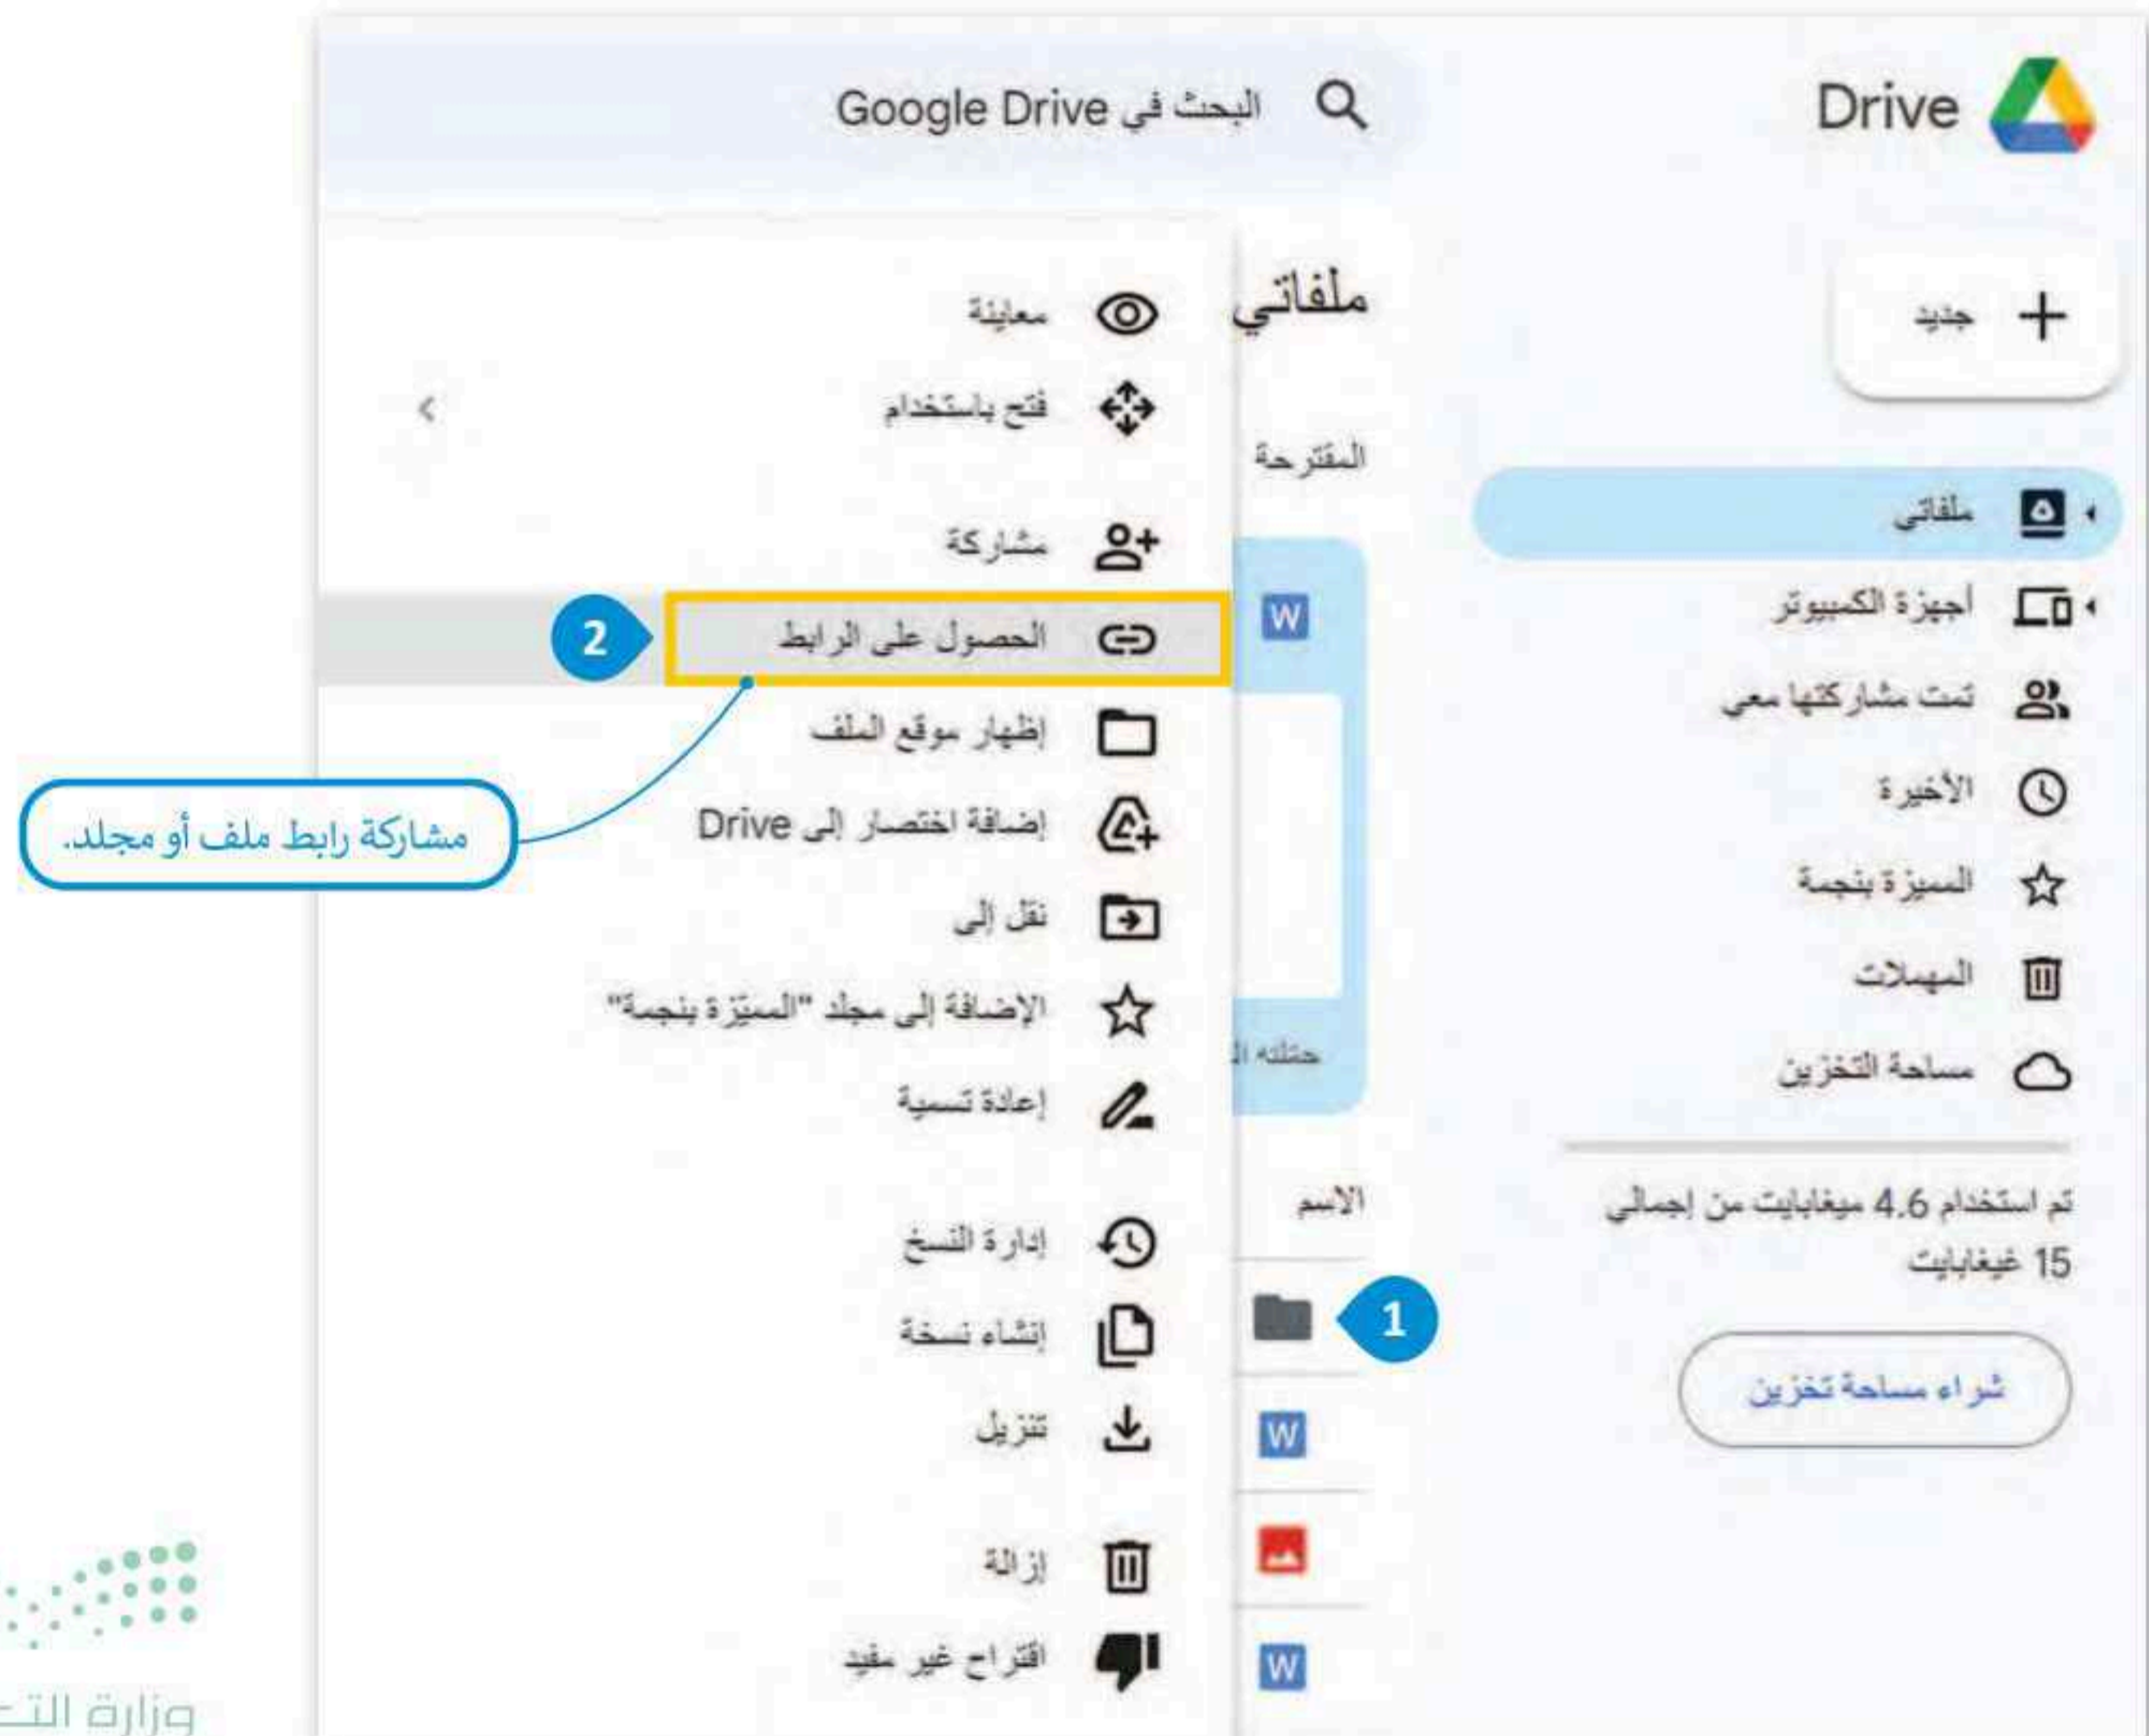 Drive
البحث في Google Drive
جديد
ملفاتي
أجهزة الكمبيوتر
تمت مشاركتها معي
الأخيرة
المميزة بنجمة
المهملات
مساحة التخزين
تم استخدام 4.6 ميغابايت من إجمالي
15 غيغابايت
شراء مساحة تخزين
ملفاتي
المقترحة
W
الاسم
1
W
W
معاينة
فتح باستخدام
مشاركة
الحصول على الرابط
2
إظهار موقع الملف
إضافة اختصار إلى Drive
نقل إلى
الإضافة إلى مجلد "المميّزة بنجمة"
إعادة تسمية
إدارة النسخ
إنشاء نسخة
تنزيل
إزالة
اقتراح غير مفيد
مشاركة رابط ملف أو مجلد.
وزارة